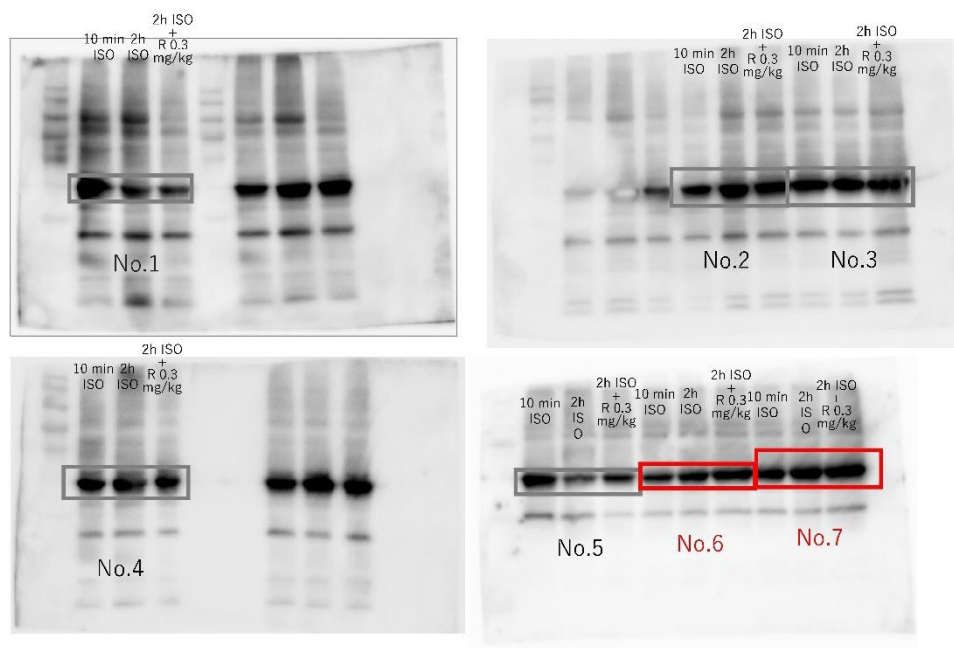 2h ISO
+
10 min 2h R 0.3
ISO ISO mg/kg
No.1
2h ISO 2h ISO
+ +
10 min 2h R 0.3 10 min 2h R 0.3
ISO ISO mg/kg ISO ISO mg/kg
No.2 No.3
2h ISO
+
10 min 2h R 0.3
ISO ISO mg/kg
No.4
2h ISO 2h ISO 2h ISO
10 min 2h + 10 min 2h + 10 min 2h
ISO IS R 0.3 ISO ISO R 0.3 ISO IS R 0.3
O mg/kg mg/kg O mg/kg
No.5 No.6 No.7